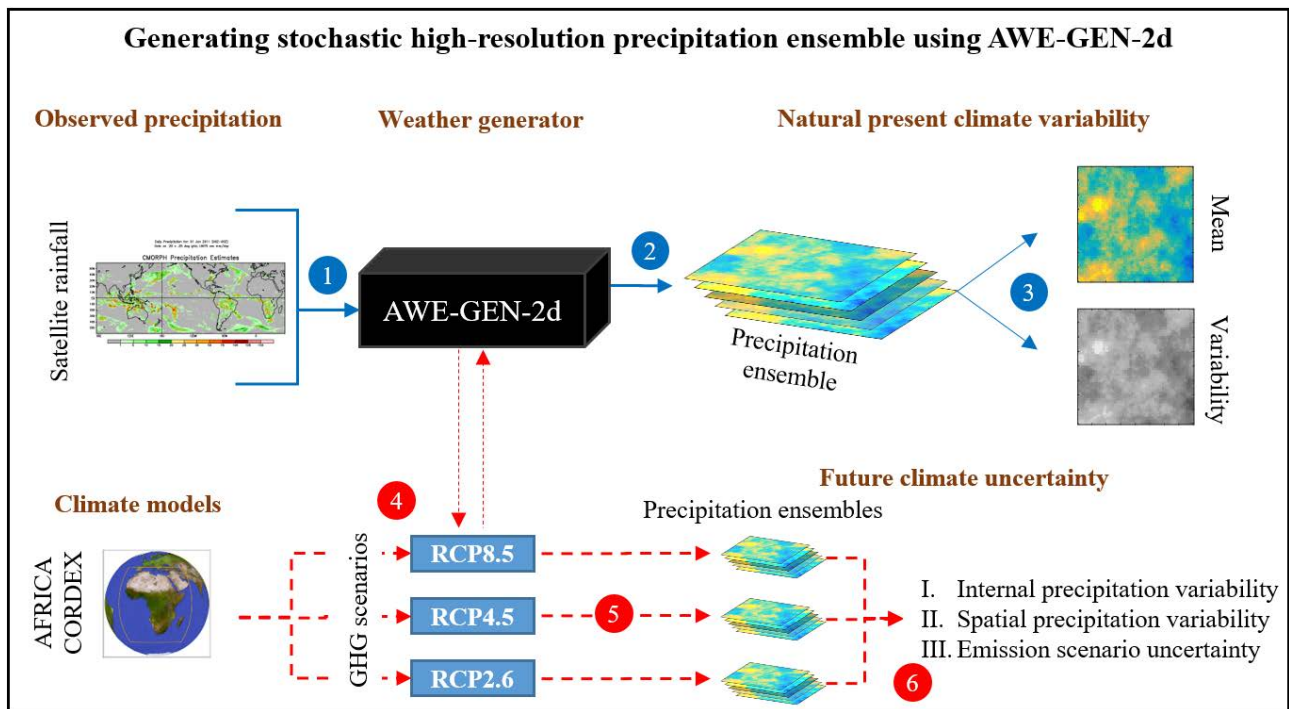 Generating stochastic high-resolution precipitation ensemble using AWE-GEN-2d
Observed precipitation
Weather generator
Natural present climate variability
Satellite rainfall
CMORPH Precipitation Estimates
1
AWE-GEN-2d
2
Precipitation
ensemble
3
Mean
Variability
Climate models
AFRICA
CORDEX
4
GHG scenarios
RCP8.5
RCP4.5
RCP2.6
5
Future climate uncertainty
Precipitation ensembles
6
I. Internal precipitation variability
II. Spatial precipitation variability
III. Emission scenario uncertainty